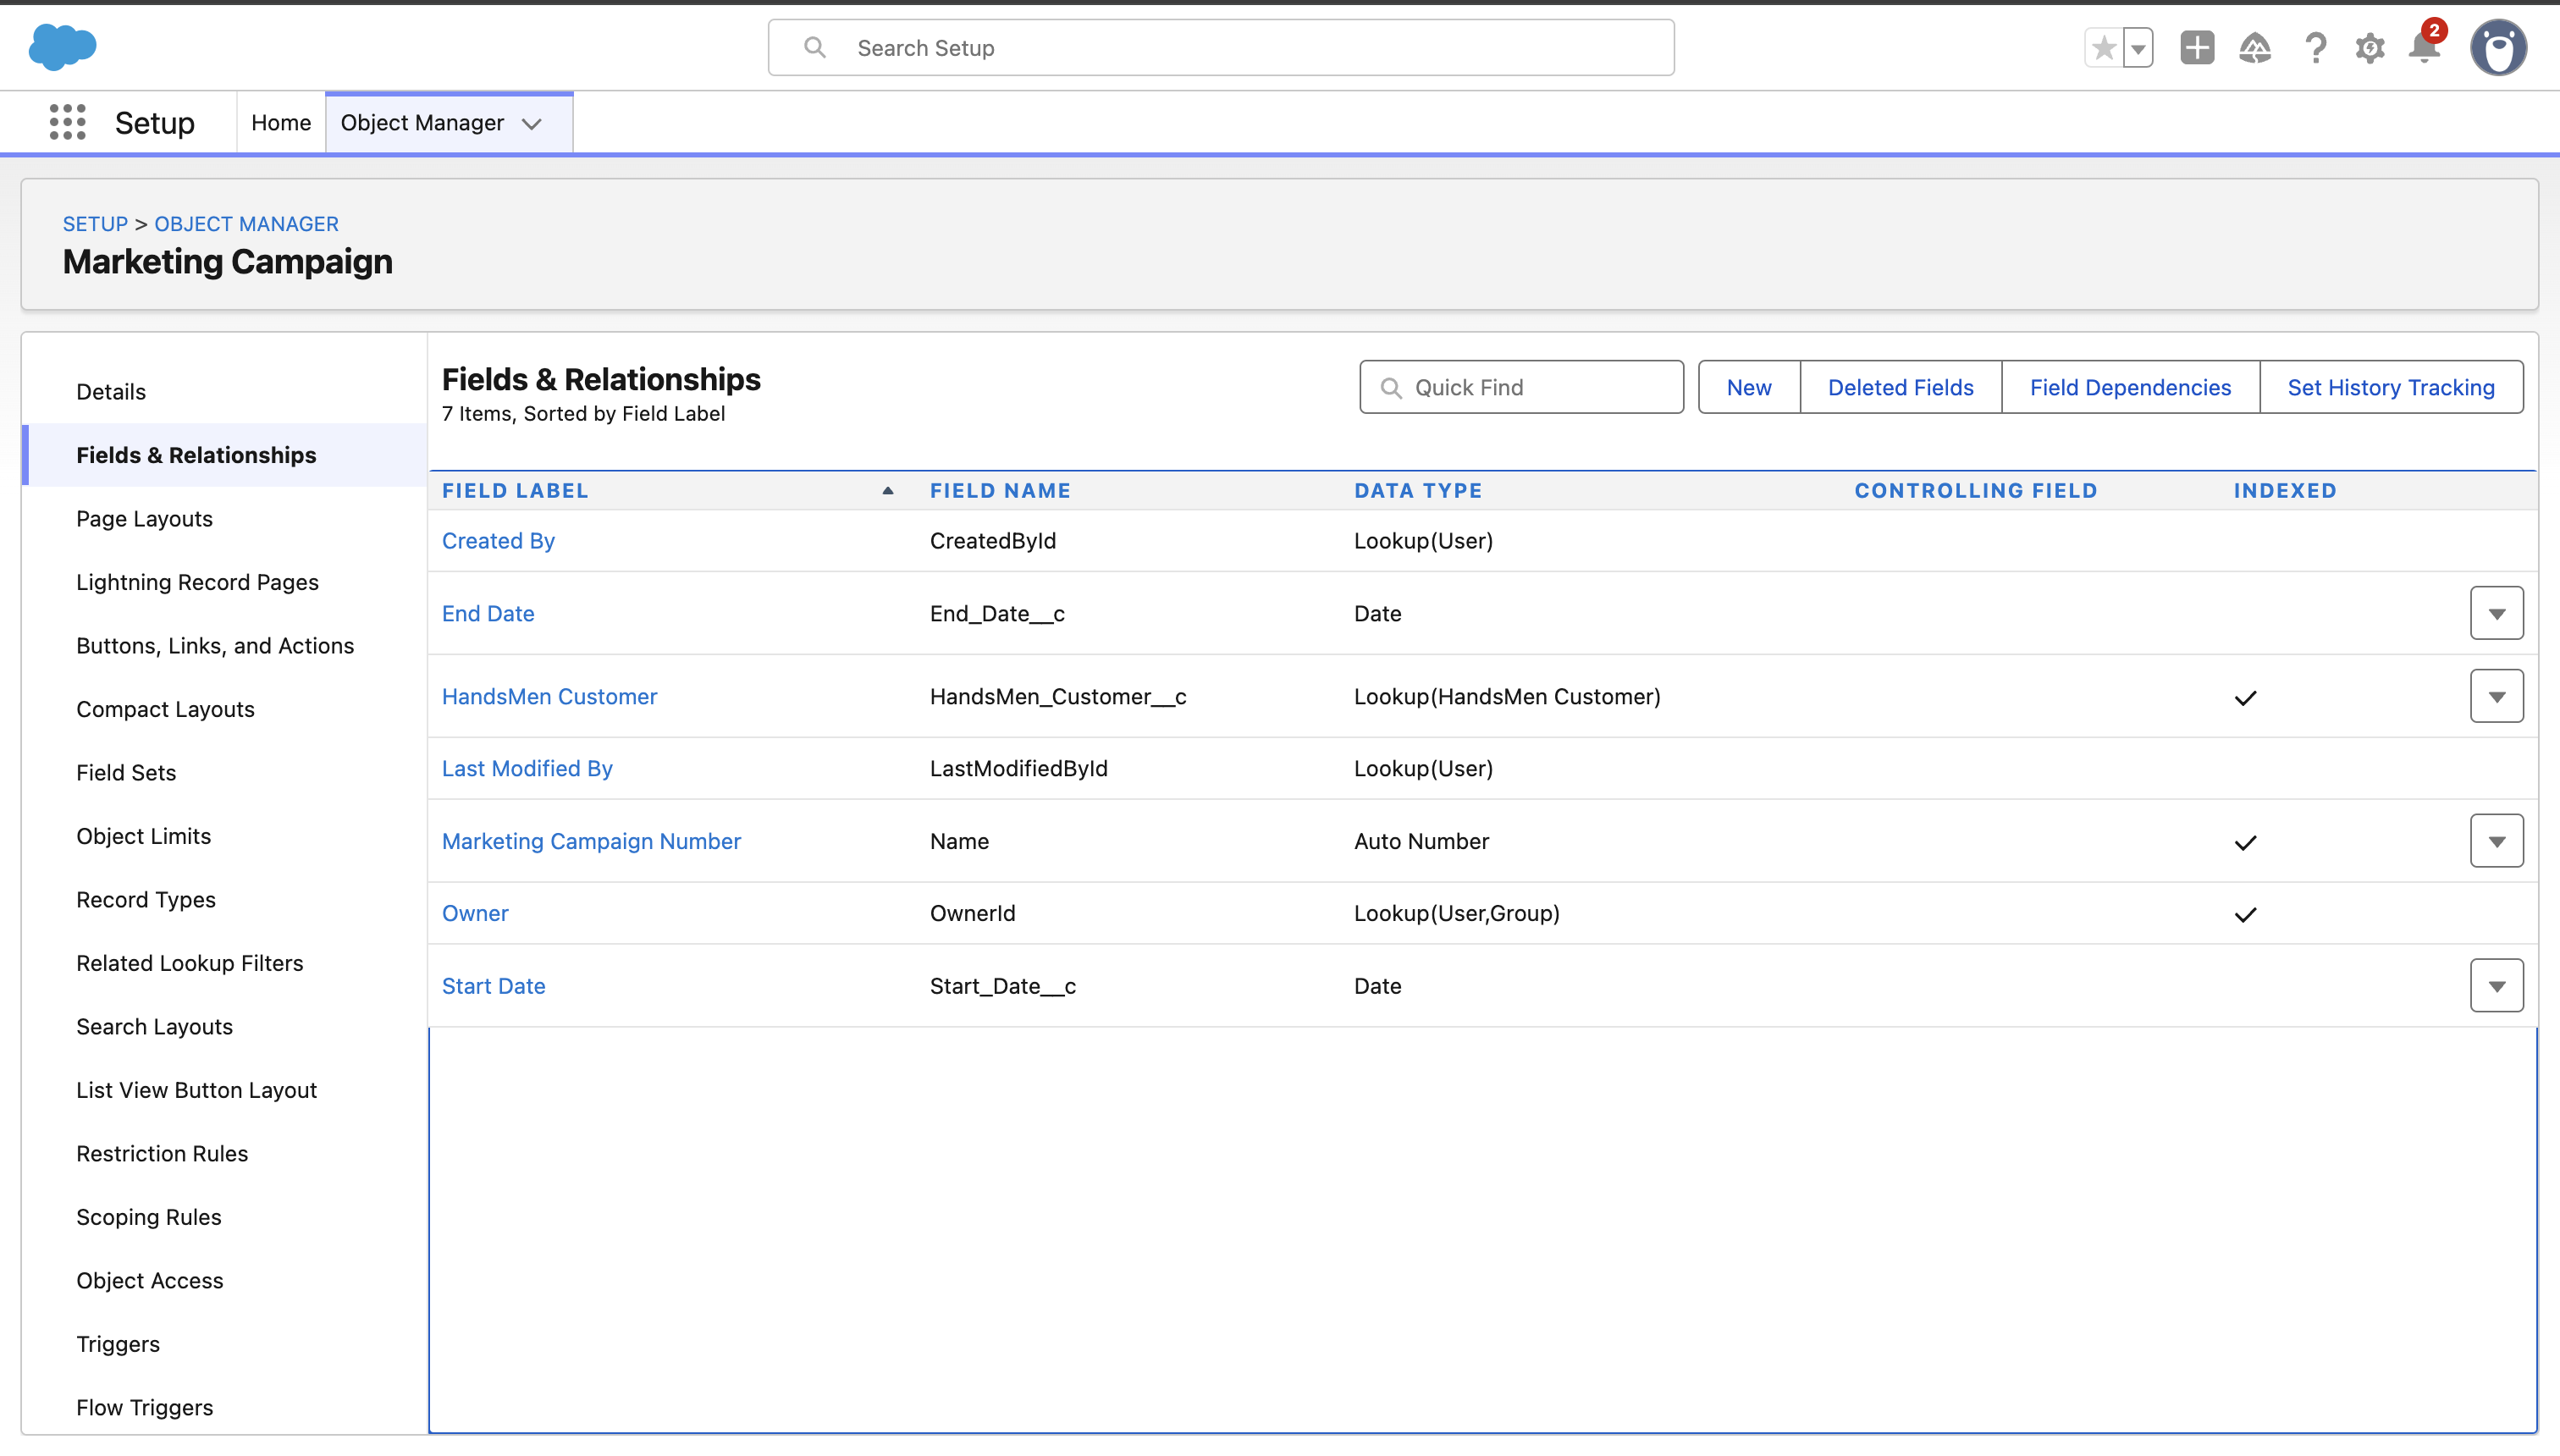 Search Setup
2
Setup
Home
Object Manager
SETUP > OBJECT MANAGER
Marketing Campaign
Details
Fields & Relationships
Page Layouts
Lightning Record Pages
Buttons, Links, and Actions
Compact Layouts
Field Sets
Object Limits
Record Types
Related Lookup Filters
Search Layouts
List View Button Layout
Restriction Rules
Scoping Rules
Object Access
Triggers
Flow Triggers
Fields & Relationships
7 Items, Sorted by Field Label
Quick Find
New
Deleted Fields
Field Dependencies
Set History Tracking
FIELD LABEL FIELD NAME DATA TYPE CONTROLLING FIELD INDEXED
Created By CreatedById Lookup(User)
End Date End_Date__c Date
HandsMen Customer HandsMen_Customer__c Lookup(HandsMen Customer)
Last Modified By LastModifiedById Lookup(User)
Marketing Campaign Number Name Auto Number
Owner OwnerId Lookup(User,Group)
Start Date Start_Date__c Date